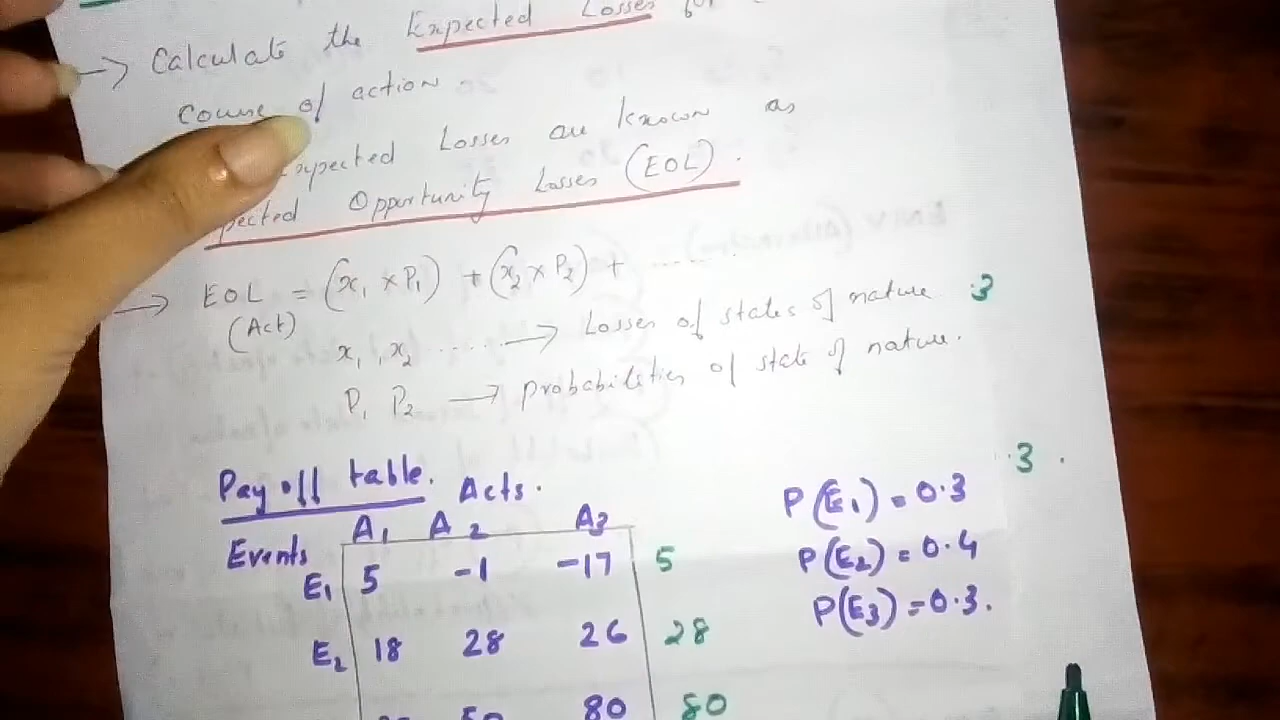 → Calculate the Expected Losses for
course of action.
Expected Losses are known as
Opportunity Losses (EOL).
→ EOL = (x₁ × P₁) + (x₂ × P₂) + ........
(Act)
x₁, x₂ ......→ Losses of states of nature 3
P₁ P₂ → Probabilities of state of nature.
.3 .
Pay off table. Acts.
A₁ A₂ A₃
Events
E₁ 5 -1 -17 5
E₂ 18 28 26 28
80 80
P(E₁) = 0.3
P(E₂) = 0.4
P(E₃) = 0.3.